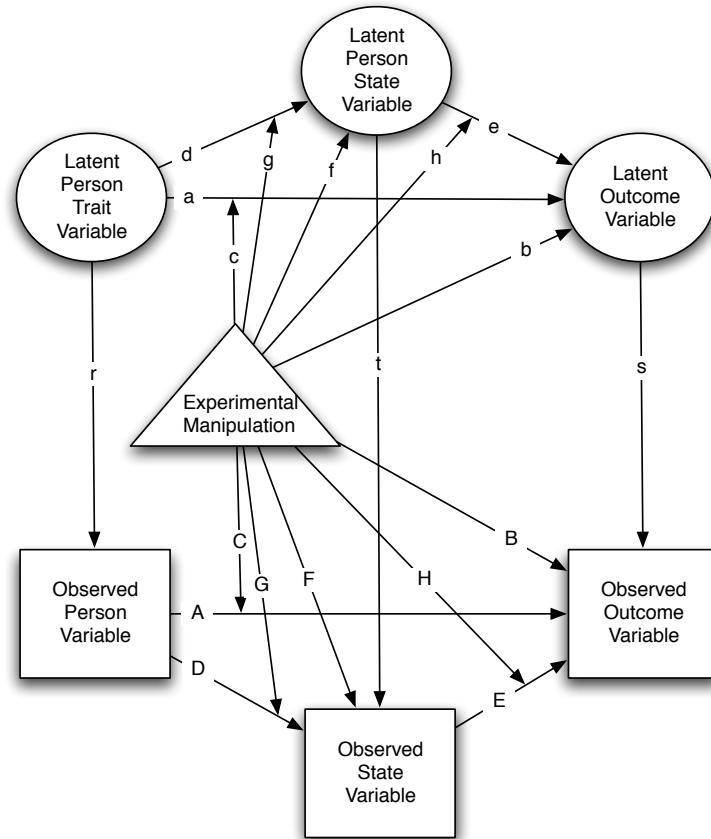 Latent
Person
State
Variable
d
g
f
h
e
Latent
Person
Trait
Variable
a
Latent
Outcome
Variable
c
b
r
t
s
Experimental
Manipulation
C
G
F
H
B
Observed
Person
Variable
A
Observed
Outcome
Variable
D
E
Observed
State
Variable